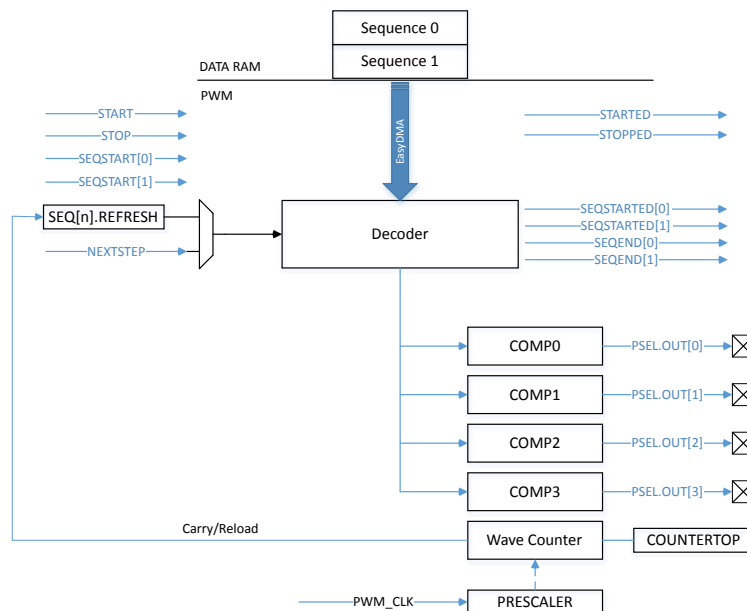 Sequence 0
Sequence 1
DATA RAM
PWM
START
STOP
SEQSTART[0]
SEQSTART[1]
SEQ[n].REFRESH
NEXTSTEP
EasyDMA
Decoder
STARTED
STOPPED
SEQSTARTED[0]
SEQSTARTED[1]
SEQEND[0]
SEQEND[1]
COMP0
PSEL.OUT[0]
COMP1
PSEL.OUT[1]
COMP2
PSEL.OUT[2]
COMP3
PSEL.OUT[3]
Carry/Reload
Wave Counter
COUNTERTOP
PWM_CLK
PRESCALER